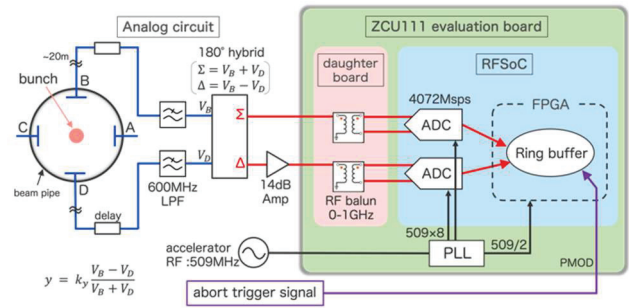 Analog circuit
ZCU111 evaluation board
~20m
B
bunch
C
A
beam pipe
D
delay
180° hybrid
( Σ = V_B + V_D
Δ = V_B − V_D )
V_B
V_D
Σ
Δ
600MHz
LPF
14dB
Amp
daughter
board
RF balun
0-1GHz
RFSoC
4072Msps
ADC
ADC
FPGA
Ring buffer
509×8
509/2
PLL
PMOD
accelerator
RF :509MHz
abort trigger signal
y = k_y (V_B − V_D)/(V_B + V_D)